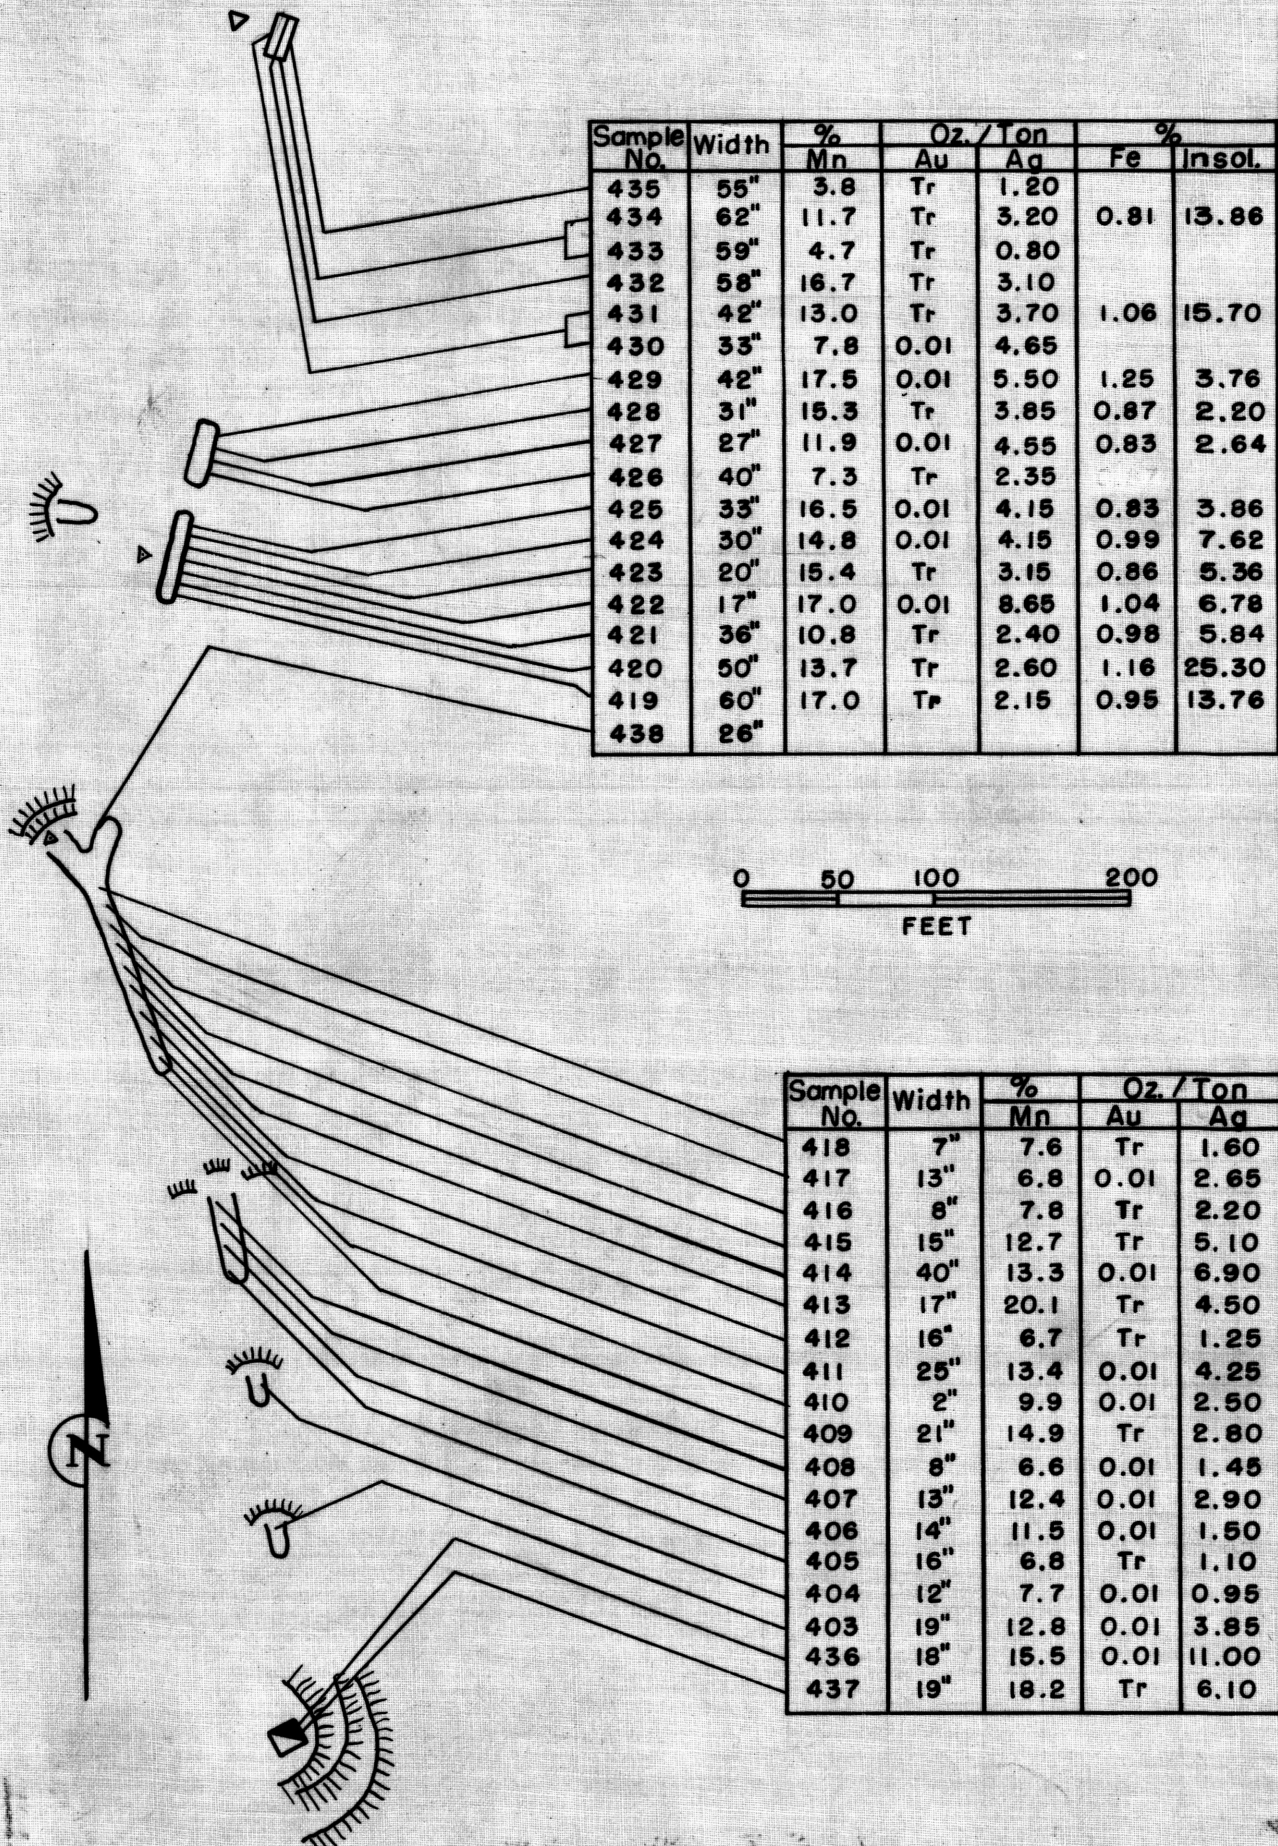 Sample No. Width % Mn Oz./Ton Au Ag % Fe Insol.
435 55" 3.8 Tr 1.20
434 62" 11.7 Tr 3.20 0.81 13.86
433 59" 4.7 Tr 0.80
432 58" 16.7 Tr 3.10
431 42" 13.0 Tr 3.70 1.06 15.70
430 33" 7.8 0.01 4.65
429 42" 17.5 0.01 5.50 1.25 3.76
428 31" 15.3 Tr 3.85 0.87 2.20
427 27" 11.9 0.01 4.55 0.83 2.64
426 40" 7.3 Tr 2.35
425 33" 16.5 0.01 4.15 0.83 3.86
424 30" 14.8 0.01 4.15 0.99 7.62
423 20" 15.4 Tr 3.15 0.86 5.36
422 17" 17.0 0.01 8.65 1.04 6.78
421 36" 10.8 Tr 2.40 0.98 5.84
420 50" 13.7 Tr 2.60 1.16 25.30
419 60" 17.0 Tr 2.15 0.95 13.76
438 26"
0 50 100 200
FEET
Sample No. Width % Mn Oz./Ton Au Ag
418 7" 7.6 Tr 1.60
417 13" 6.8 0.01 2.65
416 8" 7.8 Tr 2.20
415 15" 12.7 Tr 5.10
414 40" 13.3 0.01 6.90
413 17" 20.1 Tr 4.50
412 16" 6.7 Tr 1.25
411 25" 13.4 0.01 4.25
410 2" 9.9 0.01 2.50
409 21" 14.9 Tr 2.80
408 8" 6.6 0.01 1.45
407 13" 12.4 0.01 2.90
406 14" 11.5 0.01 1.50
405 16" 6.8 Tr 1.10
404 12" 7.7 0.01 0.95
403 19" 12.8 0.01 3.85
436 18" 15.5 0.01 11.00
437 19" 18.2 Tr 6.10
N